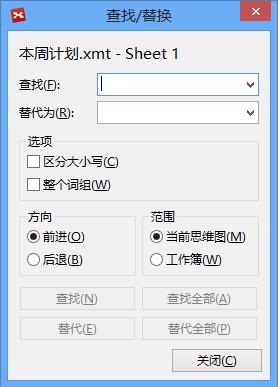 查找/替换
本周计划.xmt - Sheet 1
查找(F):
替代为(R):
选项
区分大小写(C)
整个词组(W)
方向 范围
前进(O) 当前思维图(M)
后退(B) 工作簿(W)
查找(N) 查找全部(A)
替代(E) 替代全部(P)
关闭(C)